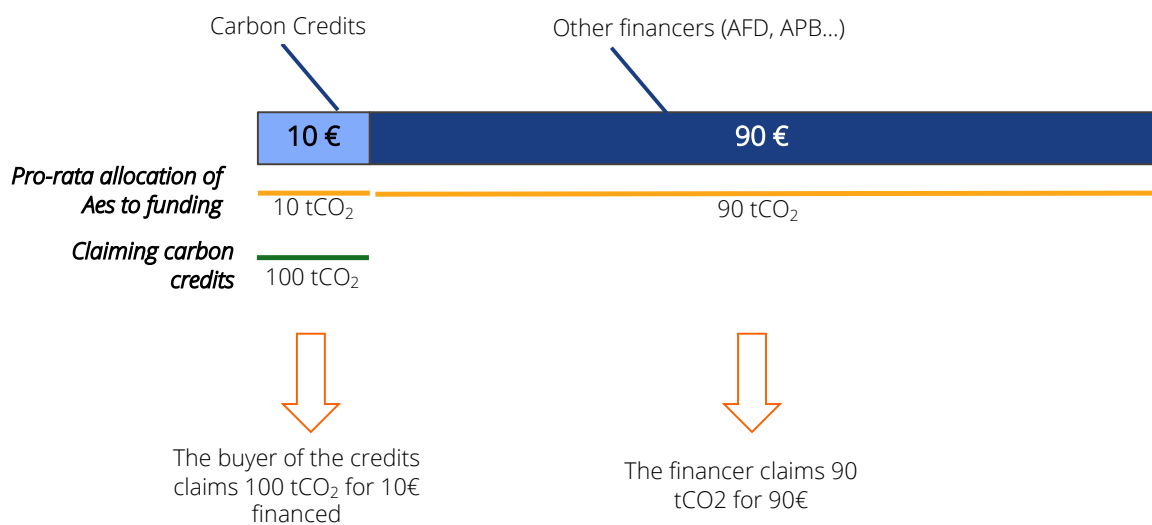 Carbon Credits
Other financers (AFD, APB...)
10 €
90 €
Pro-rata allocation of
Aes to funding
10 tCO₂
90 tCO₂
Claiming carbon
credits
100 tCO₂
The buyer of the credits
claims 100 tCO₂ for 10€
financed
The financer claims 90
tCO2 for 90€